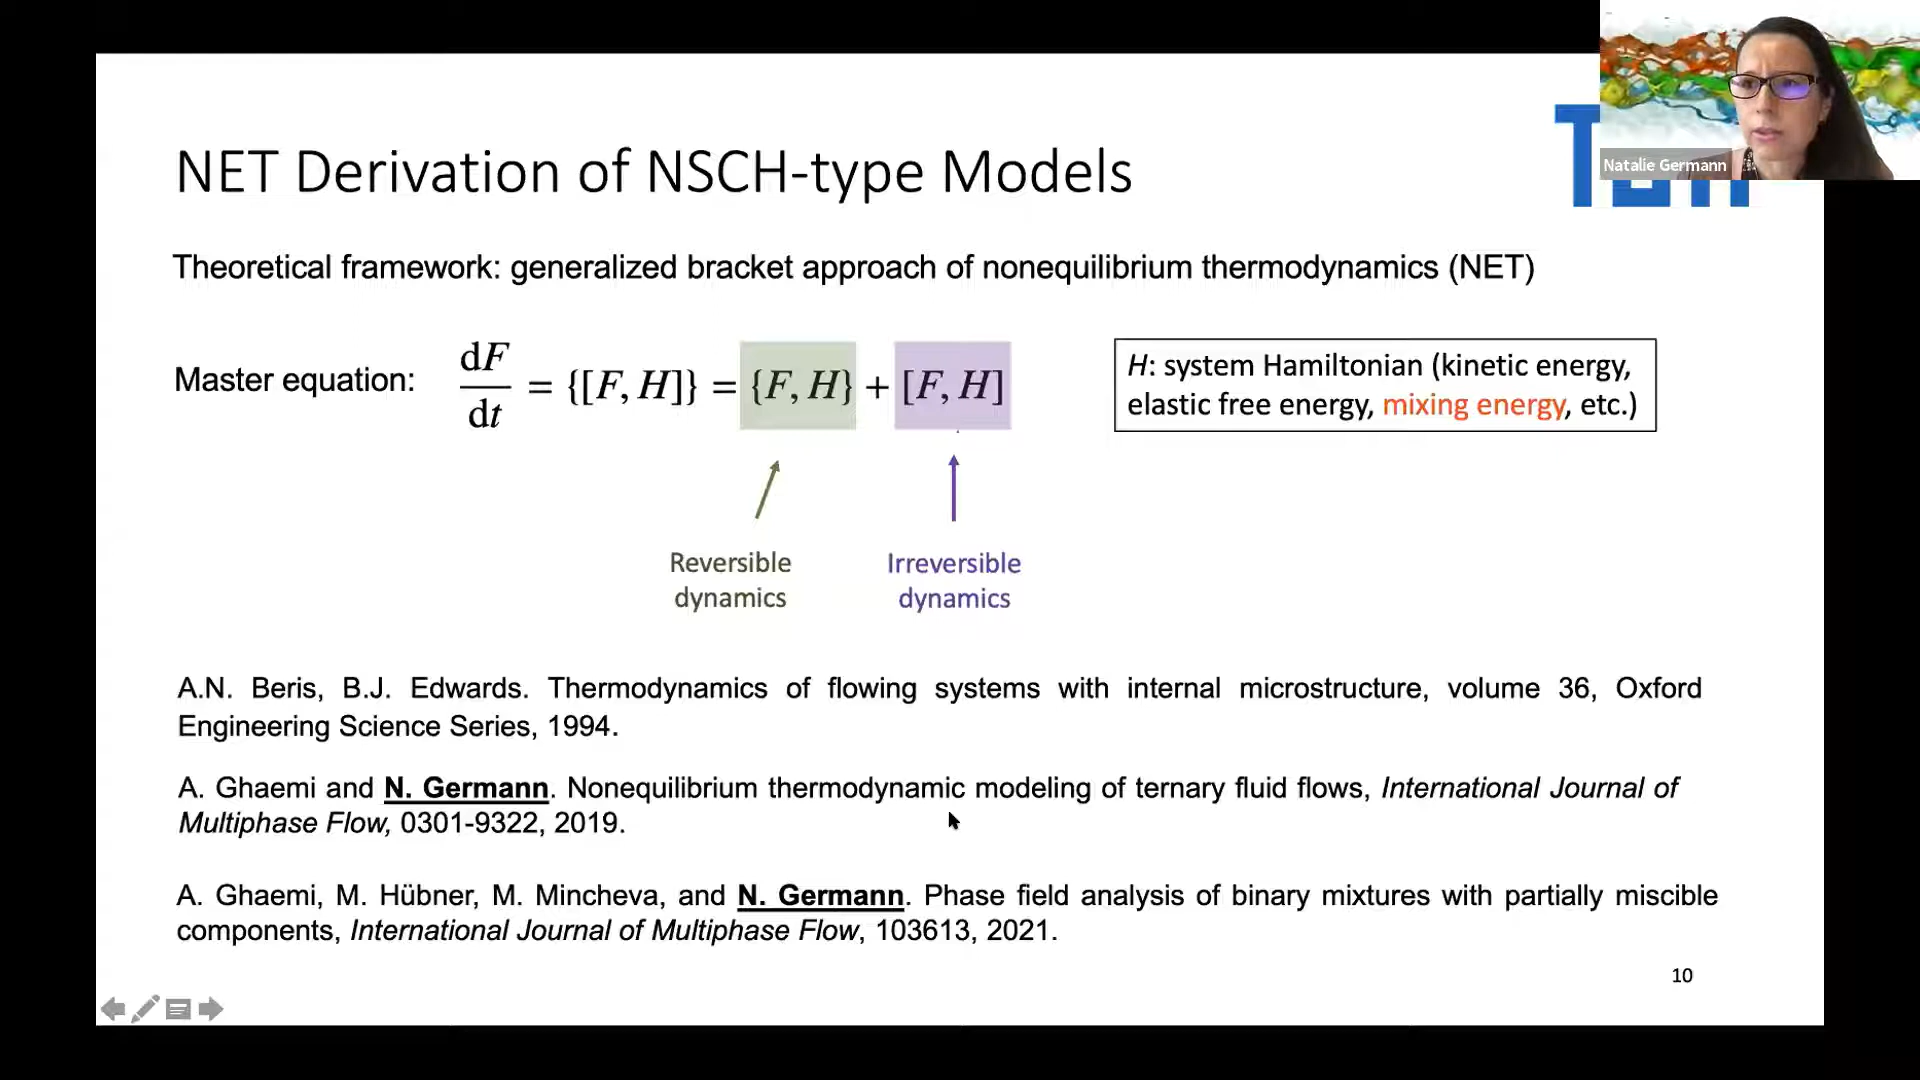 Natalie Germann
NET Derivation of NSCH-type Models
Theoretical framework: generalized bracket approach of nonequilibrium thermodynamics (NET)
Master equation: dF/dt = {[F, H]} = {F, H} + [F, H]
H: system Hamiltonian (kinetic energy,
elastic free energy, mixing energy, etc.)
Reversible
dynamics
Irreversible
dynamics
A.N. Beris, B.J. Edwards. Thermodynamics of flowing systems with internal microstructure, volume 36, Oxford
Engineering Science Series, 1994.
A. Ghaemi and N. Germann. Nonequilibrium thermodynamic modeling of ternary fluid flows, International Journal of
Multiphase Flow, 0301-9322, 2019.
A. Ghaemi, M. Hübner, M. Mincheva, and N. Germann. Phase field analysis of binary mixtures with partially miscible
components, International Journal of Multiphase Flow, 103613, 2021.
10